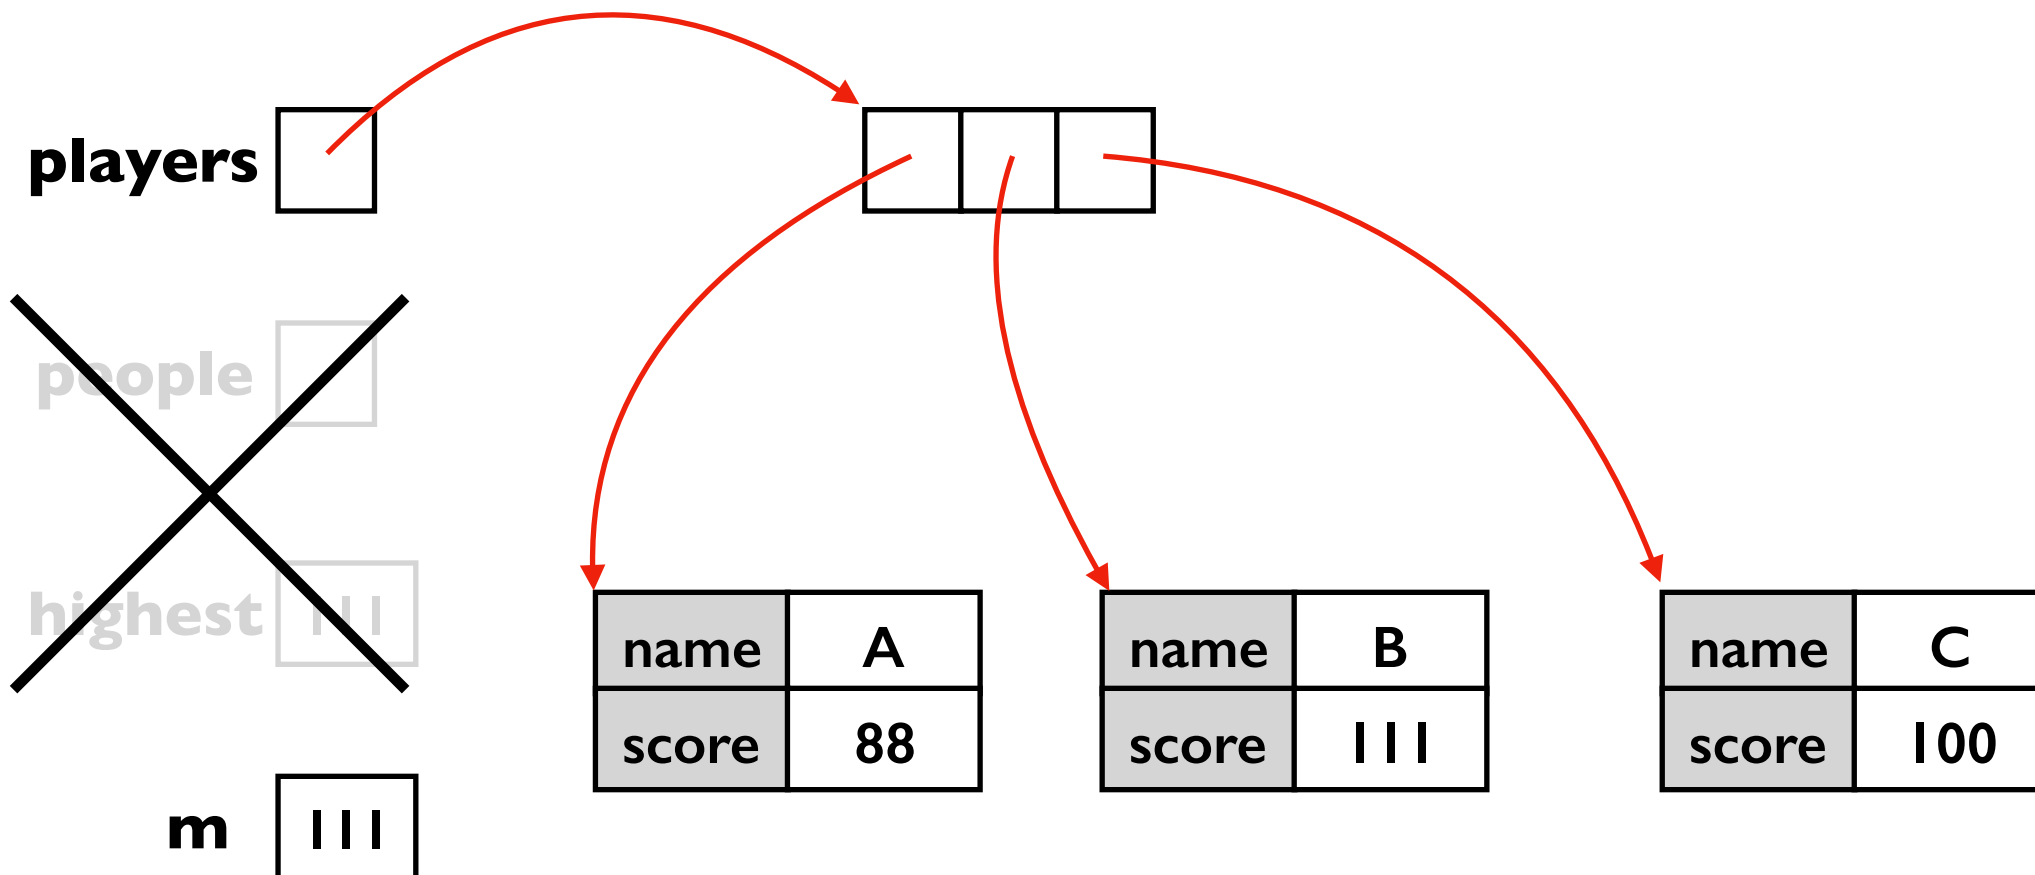 players
people
highest 111
m 111
name A
score 88
name B
score 111
name C
score 100